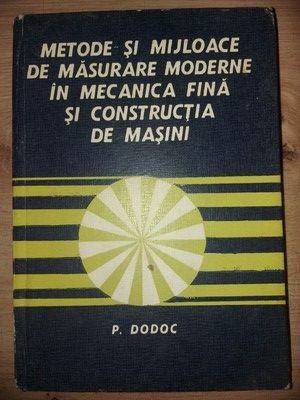 METODE ȘI MIJLOACE
DE MĂSURARE MODERNE
ÎN MECANICA FINĂ
ȘI CONSTRUCȚIA
DE MAȘINI
P. DODOC